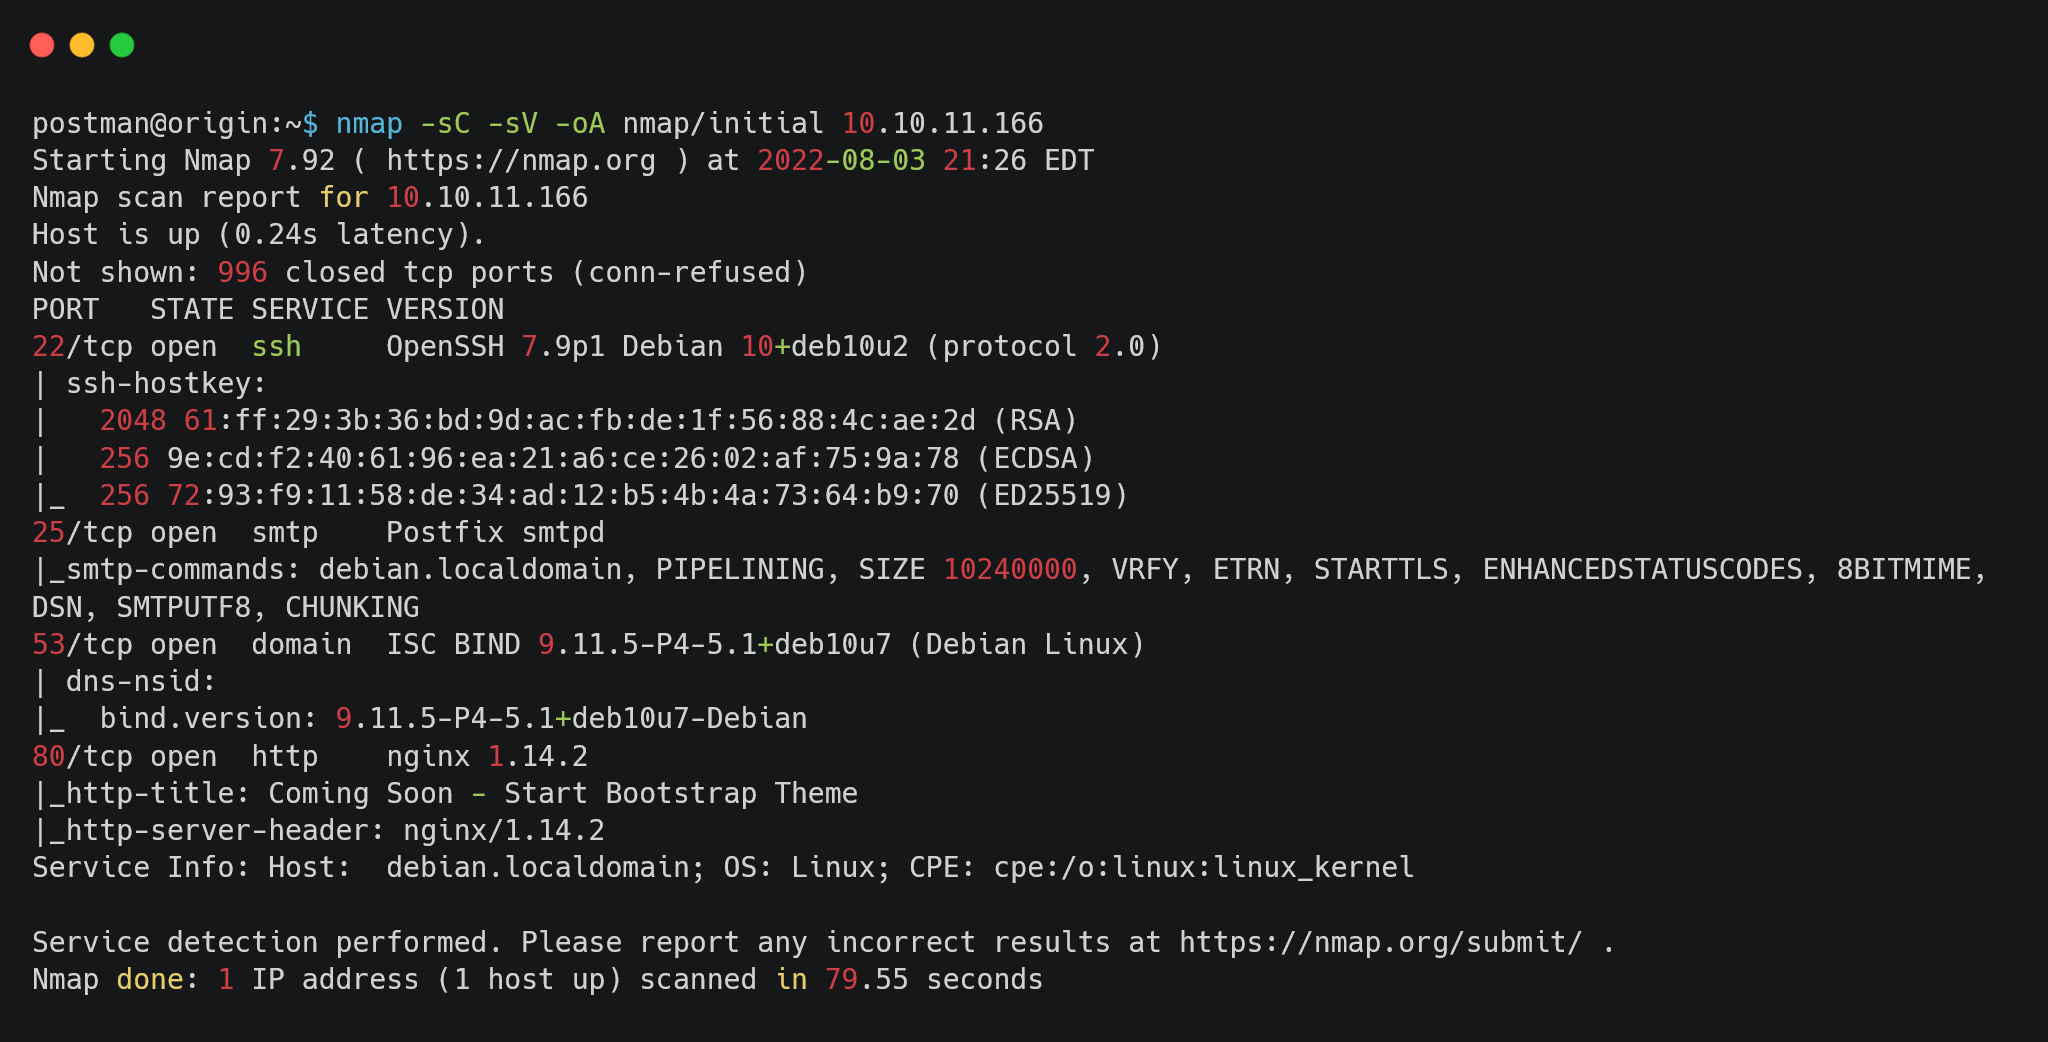 postman@origin:~$ nmap -sC -sV -oA nmap/initial 10.10.11.166
Starting Nmap 7.92 ( https://nmap.org ) at 2022-08-03 21:26 EDT
Nmap scan report for 10.10.11.166
Host is up (0.24s latency).
Not shown: 996 closed tcp ports (conn-refused)
PORT   STATE SERVICE VERSION
22/tcp open  ssh     OpenSSH 7.9p1 Debian 10+deb10u2 (protocol 2.0)
| ssh-hostkey:
|   2048 61:ff:29:3b:36:bd:9d:ac:fb:de:1f:56:88:4c:ae:2d (RSA)
|   256 9e:cd:f2:40:61:96:ea:21:a6:ce:26:02:af:75:9a:78 (ECDSA)
|_  256 72:93:f9:11:58:de:34:ad:12:b5:4b:4a:73:64:b9:70 (ED25519)
25/tcp open  smtp    Postfix smtpd
|_smtp-commands: debian.localdomain, PIPELINING, SIZE 10240000, VRFY, ETRN, STARTTLS, ENHANCEDSTATUSCODES, 8BITMIME,
DSN, SMTPUTF8, CHUNKING
53/tcp open  domain  ISC BIND 9.11.5-P4-5.1+deb10u7 (Debian Linux)
| dns-nsid:
|_  bind.version: 9.11.5-P4-5.1+deb10u7-Debian
80/tcp open  http    nginx 1.14.2
|_http-title: Coming Soon - Start Bootstrap Theme
|_http-server-header: nginx/1.14.2
Service Info: Host:  debian.localdomain; OS: Linux; CPE: cpe:/o:linux:linux_kernel

Service detection performed. Please report any incorrect results at https://nmap.org/submit/ .
Nmap done: 1 IP address (1 host up) scanned in 79.55 seconds